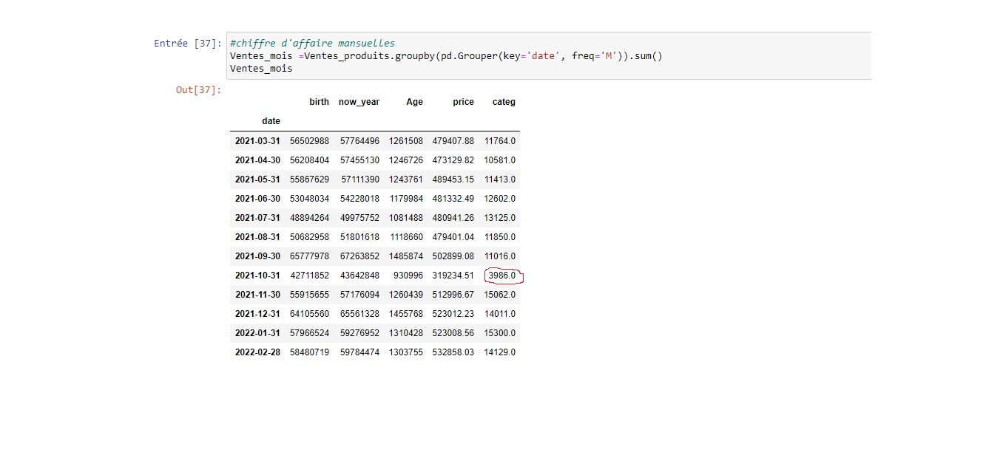 Entrée [37]: #chiffre d'affaire mansuelles
Ventes_mois =Ventes_produits.groupby(pd.Grouper(key='date', freq='M')).sum()
Ventes_mois
Out[37]:
birth now_year Age price categ
date
2021-03-31 56502988 57764496 1261508 479407.88 11764.0
2021-04-30 56208404 57455130 1246726 473129.82 10581.0
2021-05-31 55867629 57111390 1243761 489453.15 11413.0
2021-06-30 53048034 54228018 1179984 481332.49 12602.0
2021-07-31 48894264 49975752 1081488 480941.26 13125.0
2021-08-31 50682958 51801618 1118660 479401.04 11850.0
2021-09-30 65777978 67263852 1485874 502899.08 11016.0
2021-10-31 42711852 43642848 930996 319234.51 3986.0
2021-11-30 55915655 57176094 1260439 512996.67 15062.0
2021-12-31 64105560 65561328 1455768 523012.23 14011.0
2022-01-31 57966524 59276952 1310428 523008.56 15300.0
2022-02-28 58480719 59784474 1303755 532858.03 14129.0